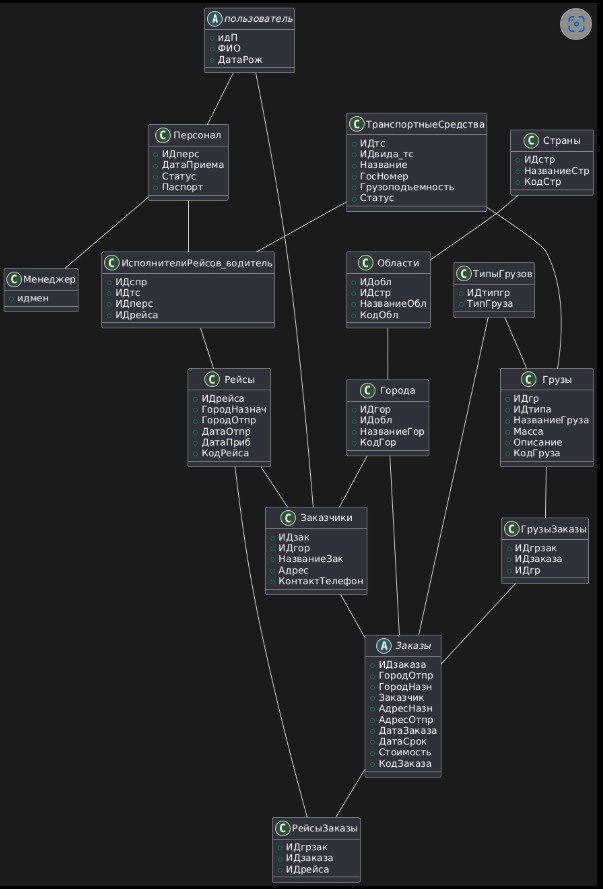 A пользователь
идП
ФИО
ДатаРож
C Персонал
ИДперс
ДатаПриема
Статус
Паспорт
C ТранспортныеСредства
ИДтс
ИДвида_тс
Название
ГосНомер
Грузоподъемность
Статус
C Страны
ИДстр
НазваниеСтр
КодСтр
C Менеджер
идмен
C ИсполнителиРейсов_водитель
ИДспр
ИДтс
ИДперс
ИДрейса
C Области
ИДобл
ИДстр
НазваниеОбл
КодОбл
C ТипыГрузов
ИДтипгр
ТипГруза
C Рейсы
ИДрейса
ГородНазнач
ГородОтпр
ДатаОтпр
ДатаПриб
КодРейса
C Города
ИДгор
ИДобл
НазваниеГор
КодГор
C Грузы
ИДгр
ИДтипа
НазваниеГруза
Масса
Описание
КодГруза
C Заказчики
ИДзак
ИДгор
НазваниеЗак
Адрес
КонтактТелефон
C ГрузыЗаказы
ИДгрзак
ИДзаказа
ИДгр
A Заказы
ИДзаказа
ГородОтпр
ГородНазн
Заказчик
АдресНазн
АдресОтпр
ДатаЗаказа
ДатаСрок
Стоимость
КодЗаказа
C РейсыЗаказы
ИДгрзак
ИДзаказа
ИДрейса